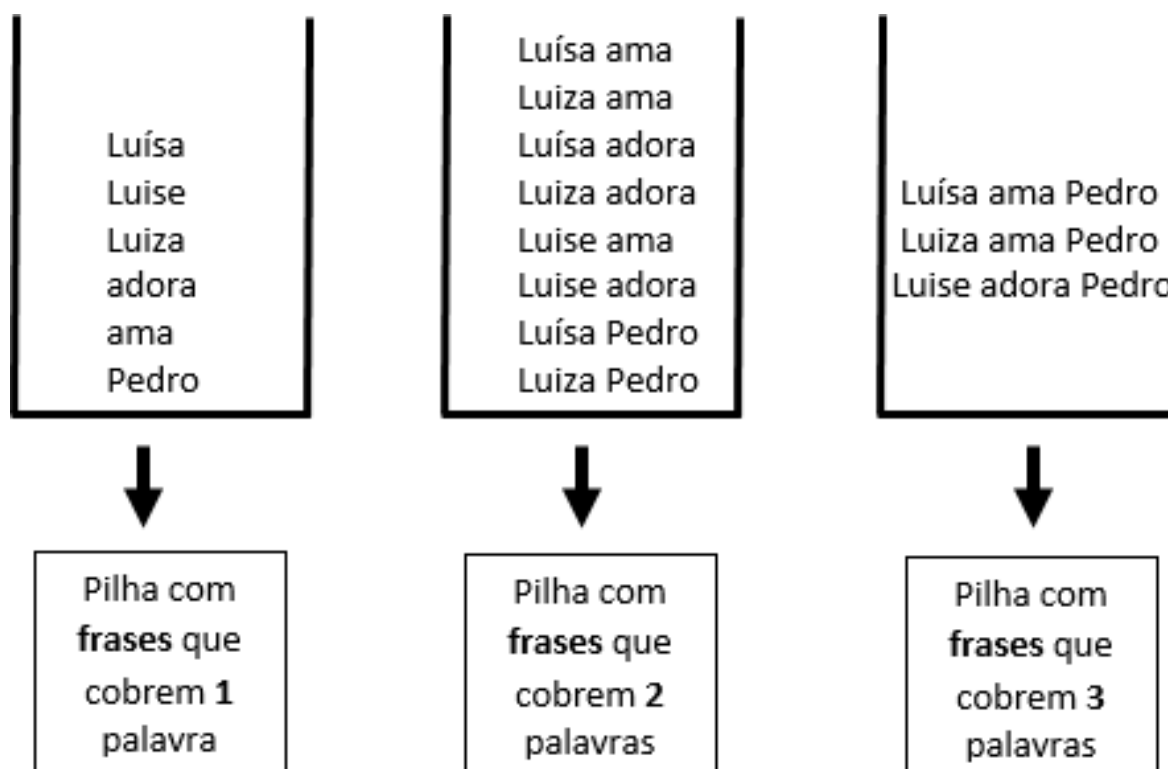 Luísa
Luise
Luiza
adora
ama
Pedro
Luísa ama
Luiza ama
Luísa adora
Luiza adora
Luise ama
Luise adora
Luísa Pedro
Luiza Pedro
Luísa ama Pedro
Luiza ama Pedro
Luise adora Pedro
Pilha com
frases que
cobrem 1
palavra
Pilha com
frases que
cobrem 2
palavras
Pilha com
frases que
cobrem 3
palavras